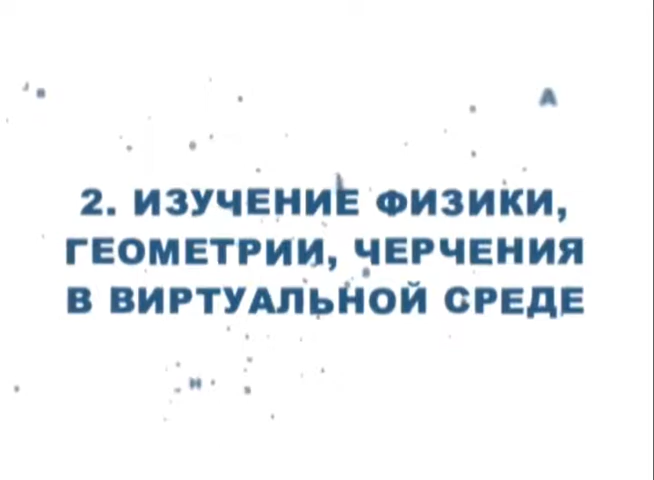 2. ИЗУЧЕНИЕ ФИЗИКИ,
ГЕОМЕТРИИ, ЧЕРЧЕНИЯ
В ВИРТУАЛЬНОЙ СРЕДЕ